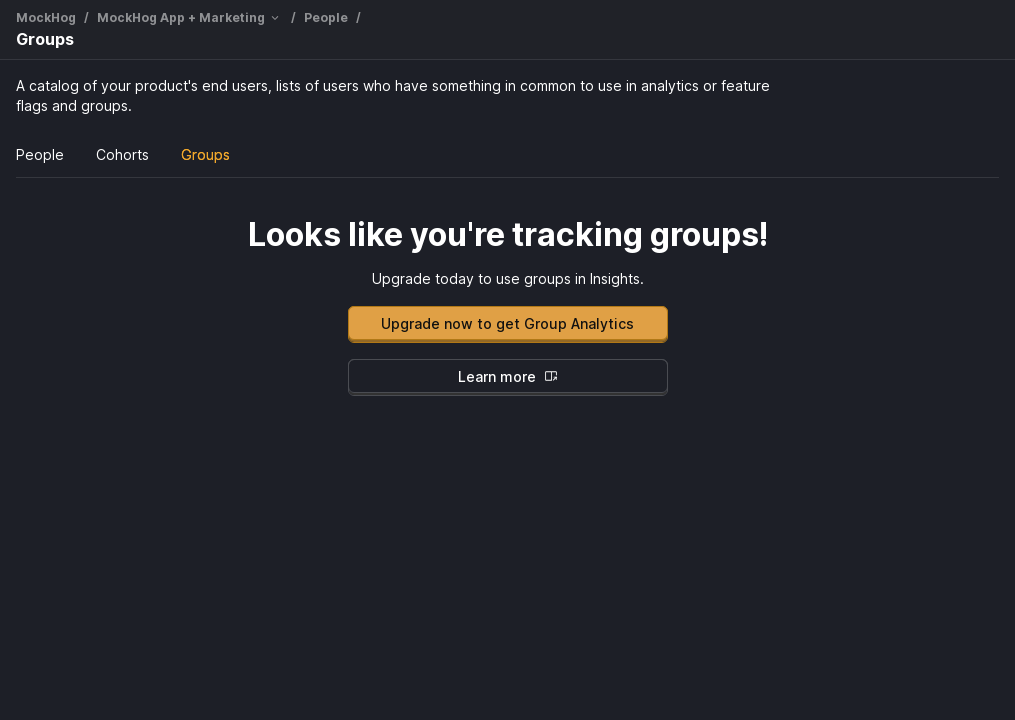 MockHog / MockHog App + Marketing / People /
Groups
A catalog of your product's end users, lists of users who have something in common to use in analytics or feature
flags and groups.
People Cohorts Groups
Looks like you're tracking groups!
Upgrade today to use groups in Insights.
Upgrade now to get Group Analytics
Learn more